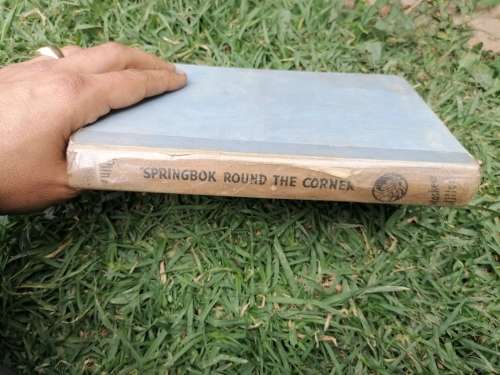 SPRINGBOK ROUND THE CORNER